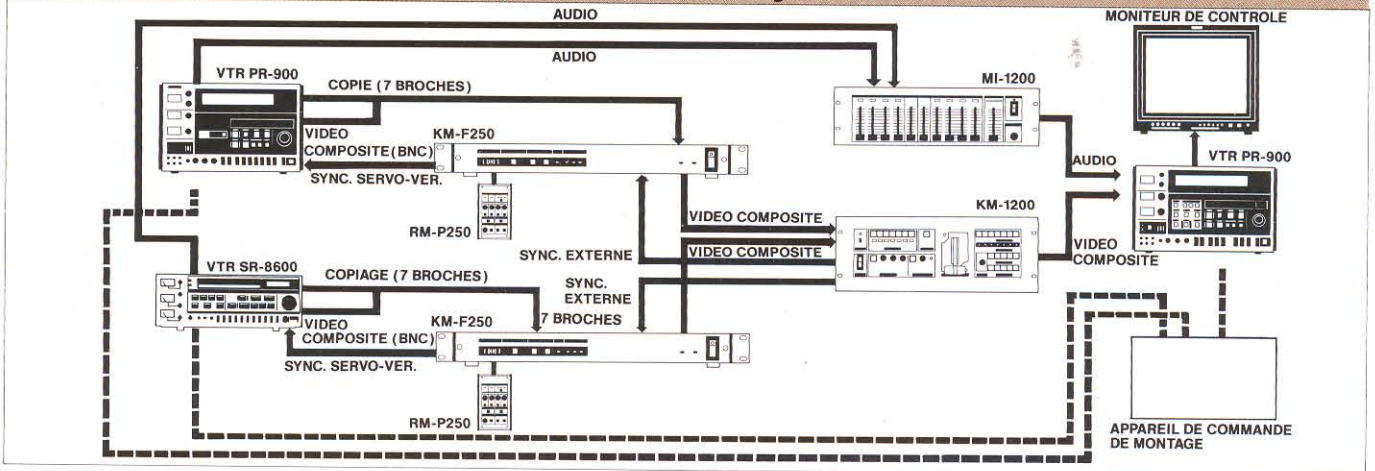 AUDIO
MONITEUR DE CONTROLE
AUDIO
VTR PR-900
COPIE (7 BROCHES)
MI-1200
VIDEO
COMPOSITE (BNC)
KM-F250
SYNC. SERVO-VER.
AUDIO
VTR PR-900
RM-P250
VIDEO COMPOSITE
KM-1200
SYNC. EXTERNE
VIDEO COMPOSITE
VIDEO
COMPOSITE
VTR SR-8600
COPIAGE (7 BROCHES)
SYNC.
EXTERNE
7 BROCHES
VIDEO
COMPOSITE (BNC)
KM-F250
SYNC. SERVO-VER.
RM-P250
APPAREIL DE COMMANDE
DE MONTAGE